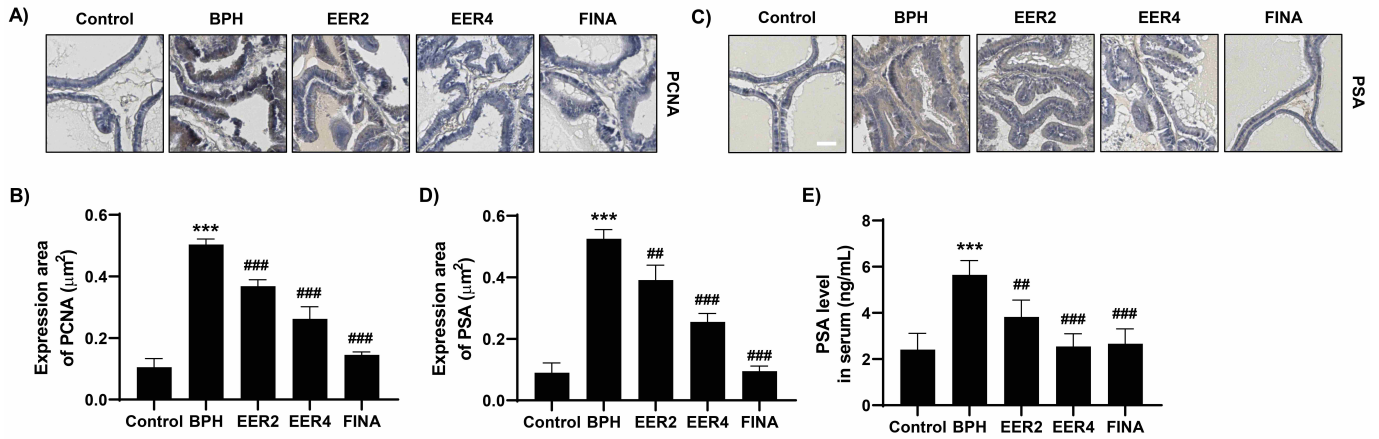 A)
Control BPH EER2 EER4 FINA
PCNA
C)
Control BPH EER2 EER4 FINA
PSA
B)
Expression area
of PCNA (μm²)
0.6
0.4
0.2
0.0
***
###
###
###
Control BPH EER2 EER4 FINA
D)
Expression area
of PSA (μm²)
0.6
0.4
0.2
0.0
***
##
###
###
Control BPH EER2 EER4 FINA
E)
PSA level
in serum (ng/mL)
8
6
4
2
0
***
##
###
###
Control BPH EER2 EER4 FINA